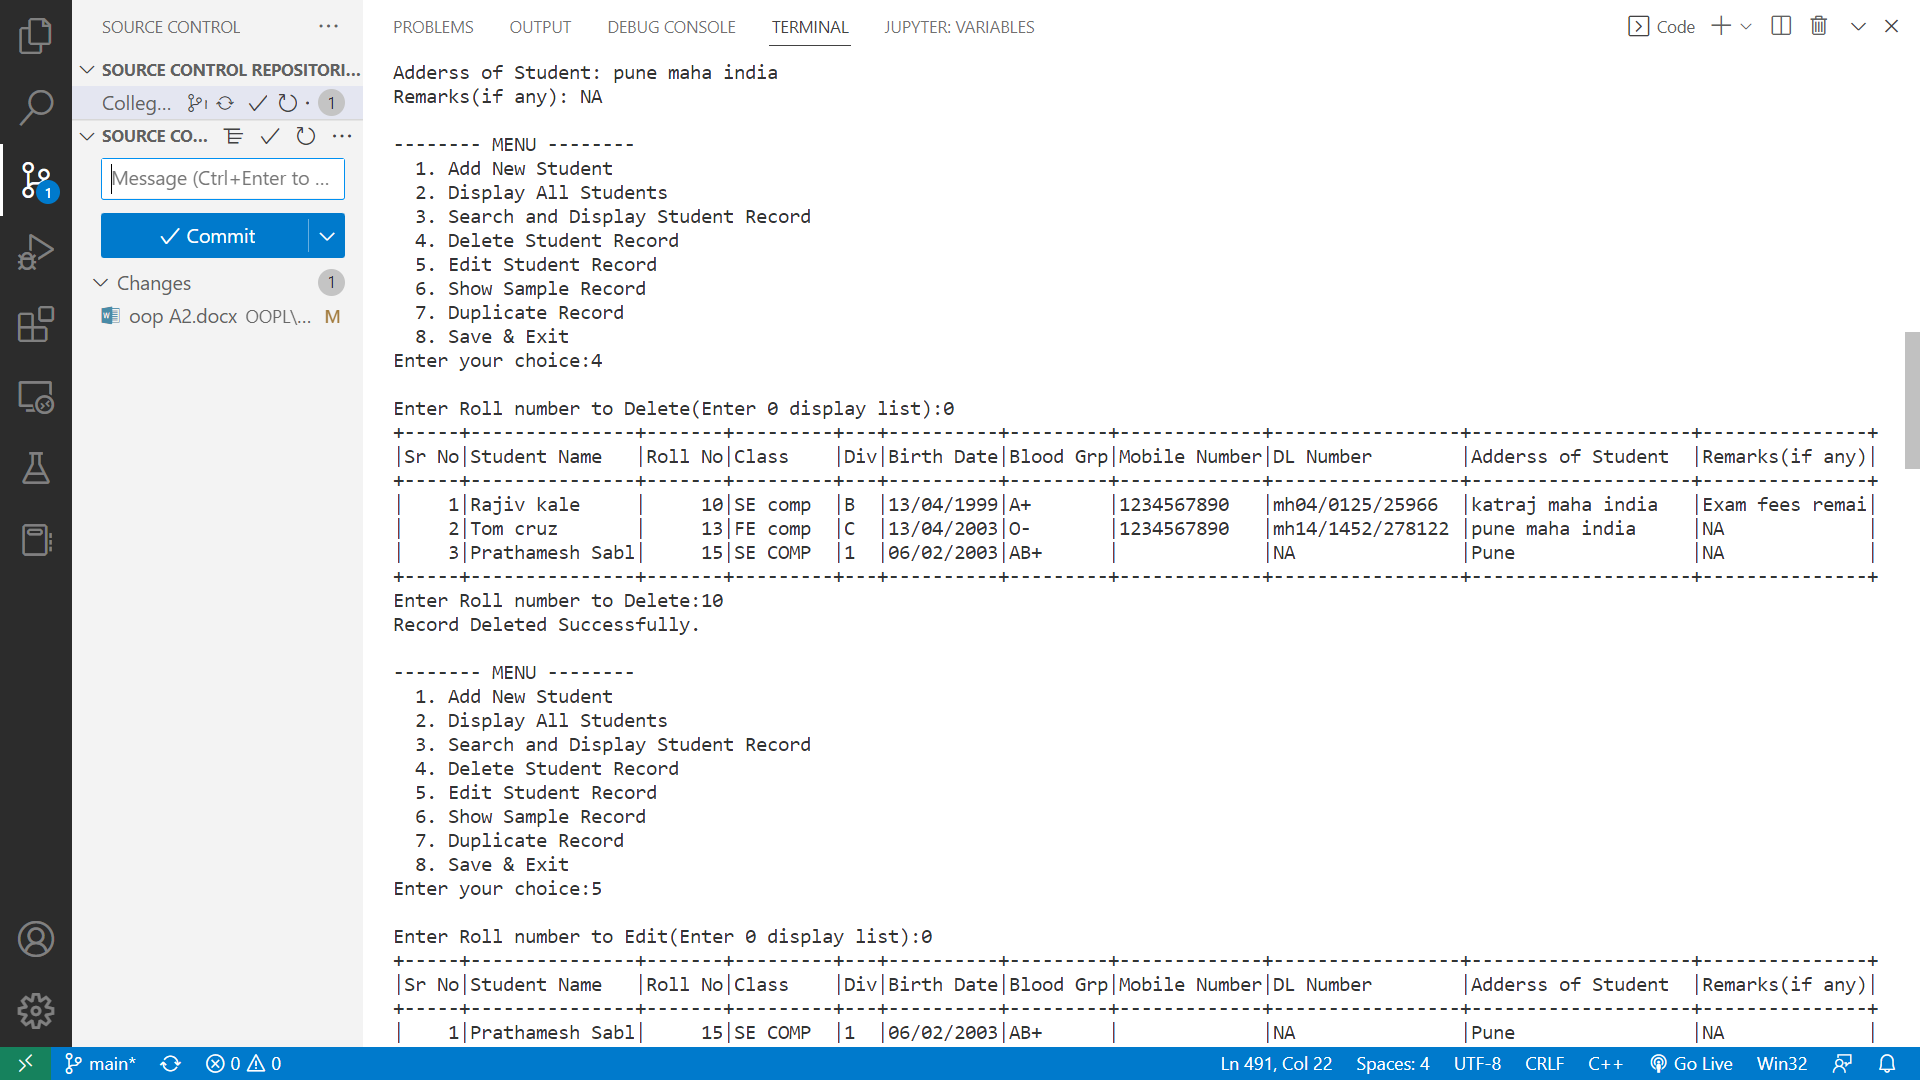 SOURCE CONTROL
PROBLEMS OUTPUT DEBUG CONSOLE TERMINAL JUPYTER: VARIABLES
Code
SOURCE CONTROL REPOSITORI...
Colleg... 1
SOURCE CO...
Message (Ctrl+Enter to ...
Commit
Changes 1
oop A2.docx OOPL\... M
1
Adderss of Student: pune maha india
Remarks(if any): NA
-------- MENU --------
1. Add New Student
2. Display All Students
3. Search and Display Student Record
4. Delete Student Record
5. Edit Student Record
6. Show Sample Record
7. Duplicate Record
8. Save & Exit
Enter your choice:4
Enter Roll number to Delete(Enter 0 display list):0
+-----+---------------+-------+---------+---+----------+---------+-------------+-----------------+--------------------+---------------+
|Sr No|Student Name   |Roll No|Class    |Div|Birth Date|Blood Grp|Mobile Number|DL Number        |Adderss of Student  |Remarks(if any)|
+-----+---------------+-------+---------+---+----------+---------+-------------+-----------------+--------------------+---------------+
|    1|Rajiv kale     |     10|SE comp  |B  |13/04/1999|A+       |1234567890   |mh04/0125/25966  |katraj maha india   |Exam fees remai|
|    2|Tom cruz       |     13|FE comp  |C  |13/04/2003|O-       |1234567890   |mh14/1452/278122 |pune maha india     |NA             |
|    3|Prathamesh Sabl|     15|SE COMP  |1  |06/02/2003|AB+      |             |NA               |Pune                |NA             |
+-----+---------------+-------+---------+---+----------+---------+-------------+-----------------+--------------------+---------------+
Enter Roll number to Delete:10
Record Deleted Successfully.
-------- MENU --------
1. Add New Student
2. Display All Students
3. Search and Display Student Record
4. Delete Student Record
5. Edit Student Record
6. Show Sample Record
7. Duplicate Record
8. Save & Exit
Enter your choice:5
Enter Roll number to Edit(Enter 0 display list):0
+-----+---------------+-------+---------+---+----------+---------+-------------+-----------------+--------------------+---------------+
|Sr No|Student Name   |Roll No|Class    |Div|Birth Date|Blood Grp|Mobile Number|DL Number        |Adderss of Student  |Remarks(if any)|
+-----+---------------+-------+---------+---+----------+---------+-------------+-----------------+--------------------+---------------+
|    1|Prathamesh Sabl|     15|SE COMP  |1  |06/02/2003|AB+      |             |NA               |Pune                |NA             |
main* 0 0 Ln 491, Col 22 Spaces: 4 UTF-8 CRLF C++ Go Live Win32